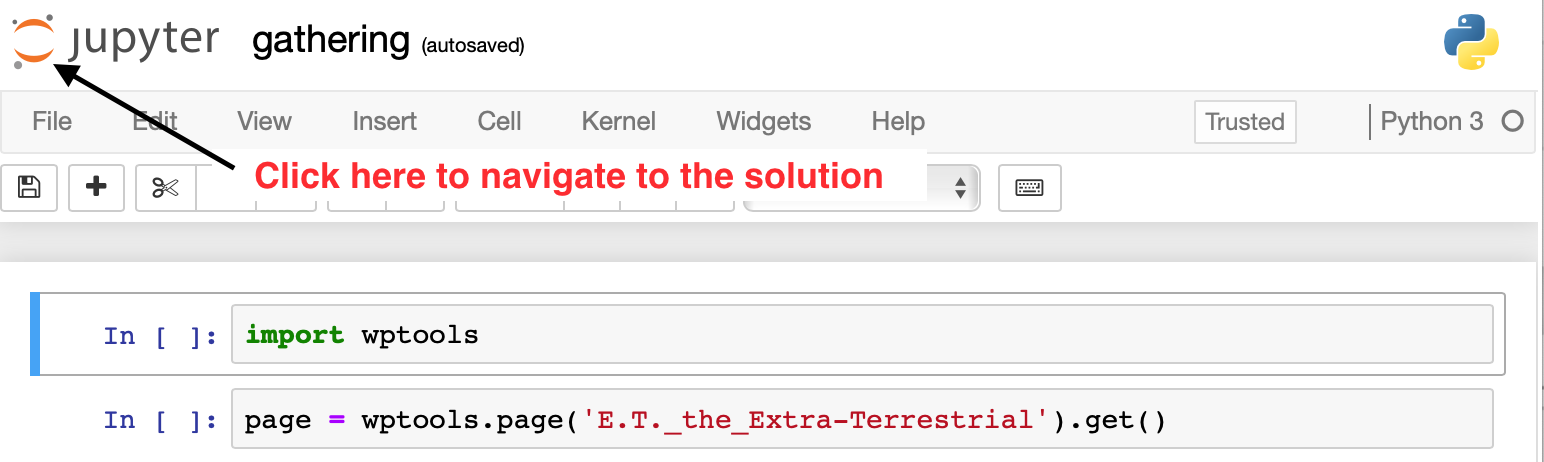 jupyter gathering (autosaved)
File Edit View Insert Cell Kernel Widgets Help Trusted Python 3
Click here to navigate to the solution
In [ ]: import wptools
In [ ]: page = wptools.page('E.T._the_Extra-Terrestrial').get()